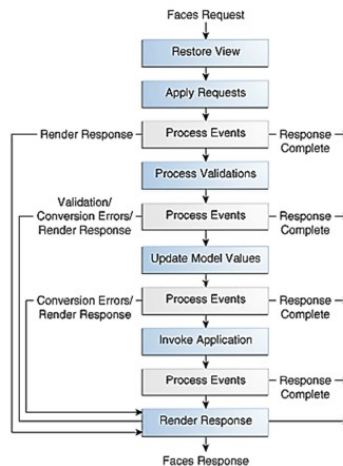 Faces Request
Restore View
Apply Requests
Render Response
Process Events
Response
Complete
Process Validations
Validation/
Conversion Errors/
Render Response
Process Events
Response
Complete
Update Model Values
Conversion Errors/
Render Response
Process Events
Response
Complete
Invoke Application
Process Events
Response
Complete
Render Response
Faces Response